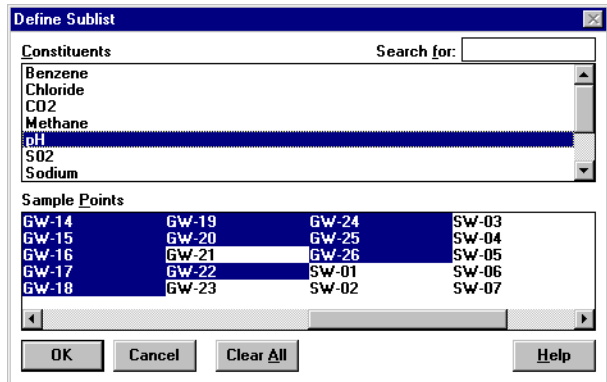 Define Sublist
Constituents Search for:
Benzene
Chloride
CO2
Methane
pH
SO2
Sodium
Sample Points
GW-14 GW-19 GW-24 SW-03
GW-15 GW-20 GW-25 SW-04
GW-16 GW-21 GW-26 SW-05
GW-17 GW-22 SW-01 SW-06
GW-18 GW-23 SW-02 SW-07
OK Cancel Clear All Help